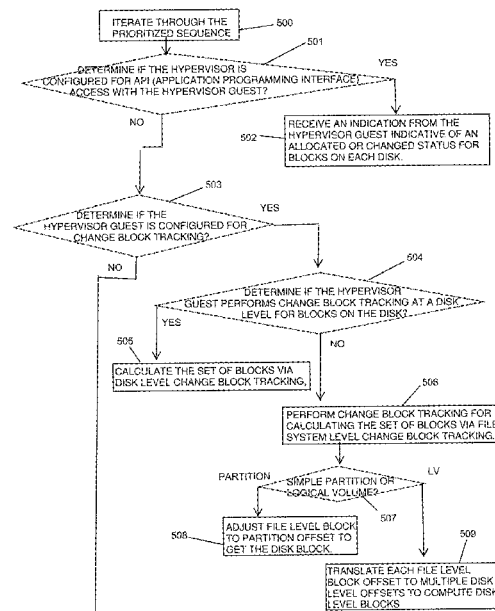 ITERATE THROUGH THE
PRIORITIZED SEQUENCE
500
501
DETERMINE IF THE HYPERVISOR IS
CONFIGURED FOR API (APPLICATION PROGRAMMING INTERFACE)
ACCESS WITH THE HYPERVISOR GUEST?
YES
NO
502
RECEIVE AN INDICATION FROM THE
HYPERVISOR GUEST INDICATIVE OF AN
ALLOCATED OR CHANGED STATUS FOR
BLOCKS ON EACH DISK.
503
DETERMINE IF THE
HYPERVISOR GUEST IS CONFIGURED FOR
CHANGE BLOCK TRACKING?
YES
NO
504
DETERMINE IF THE HYPERVISOR
GUEST PERFORMS CHANGE BLOCK TRACKING AT A DISK
LEVEL FOR BLOCKS ON THE DISK?
YES
NO
505
CALCULATE THE SET OF BLOCKS VIA
DISK LEVEL CHANGE BLOCK TRACKING,
506
PERFORM CHANGE BLOCK TRACKING FOR
CALCULATING THE SET OF BLOCKS VIA FILE
SYSTEM LEVEL CHANGE BLOCK TRACKING.
PARTITION
SIMPLE PARTITION OR
LOGICAL VOLUME?
LV
507
508
ADJUST FILE LEVEL BLOCK
TO PARTITION OFFSET TO
GET THE DISK BLOCK.
509
TRANSLATE EACH FILE LEVEL
BLOCK OFFSET TO MULTIPLE DISK
LEVEL OFFSETS TO COMPUTE DISK
LEVEL BLOCKS